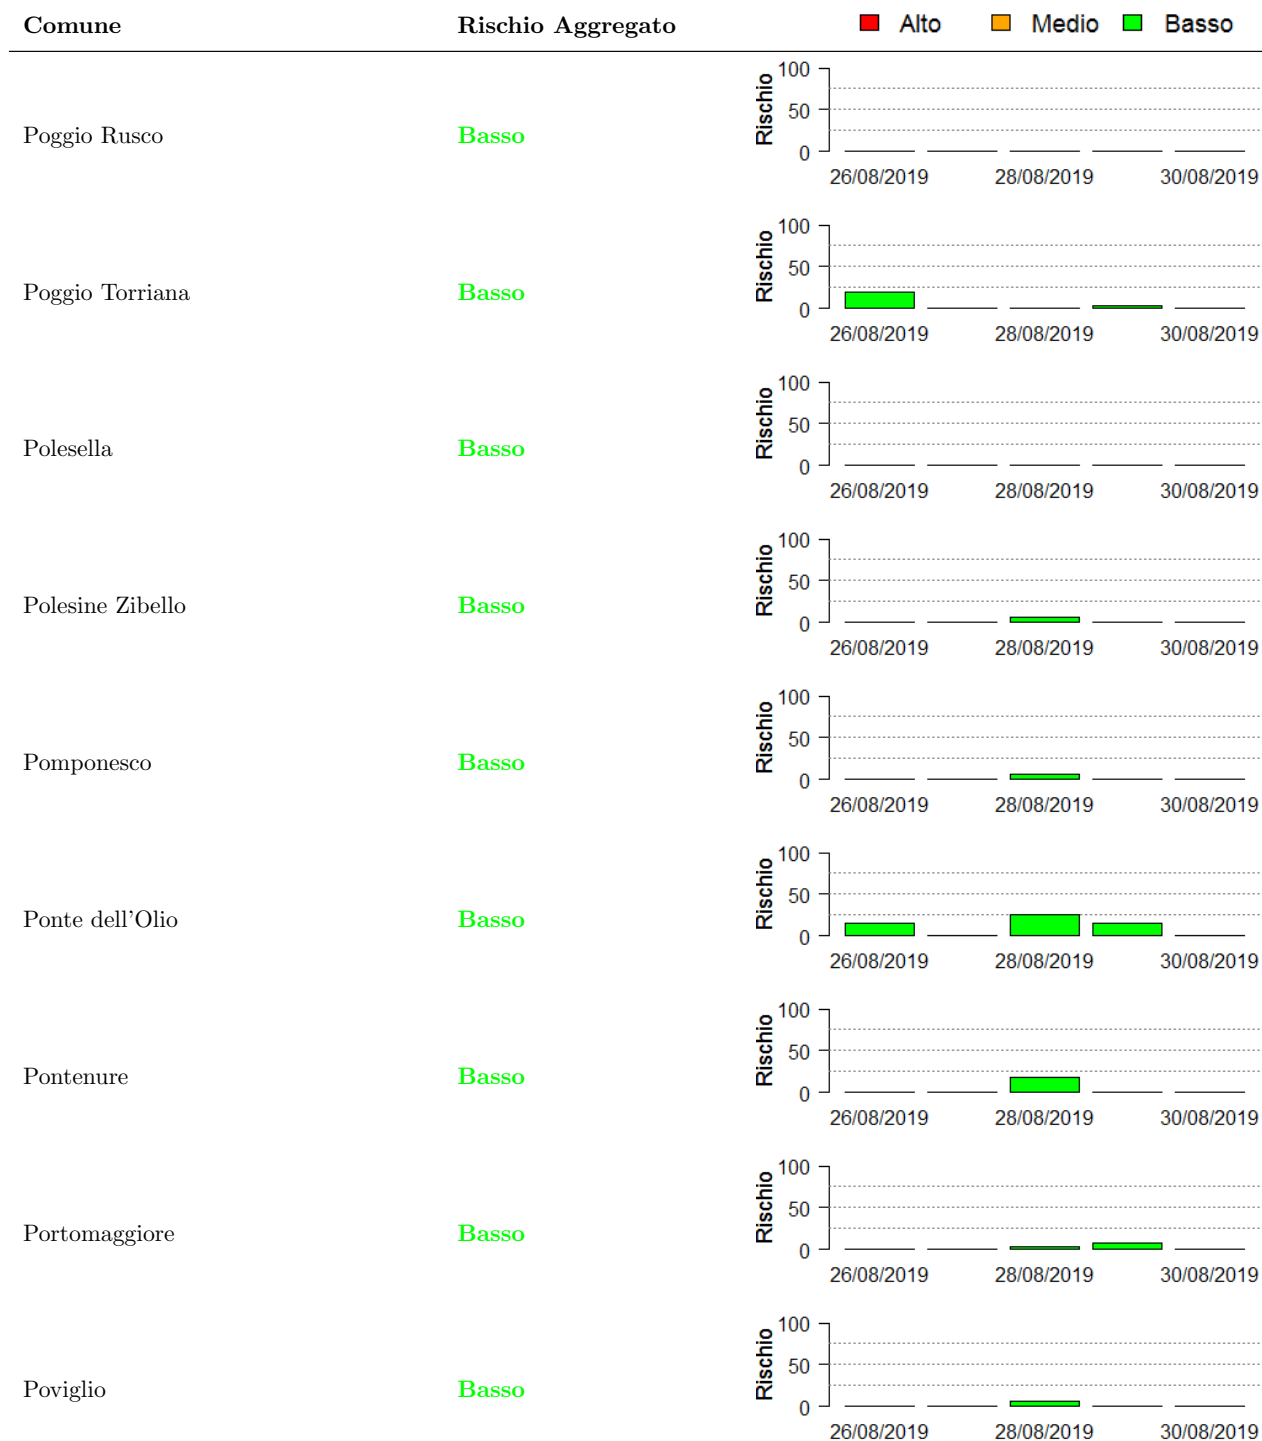 Comune Rischio Aggregato Alto Medio Basso
Poggio Rusco Basso Rischio 100 50 0
26/08/2019 28/08/2019 30/08/2019
Poggio Torriana Basso Rischio 100 50 0
26/08/2019 28/08/2019 30/08/2019
Polesella Basso Rischio 100 50 0
26/08/2019 28/08/2019 30/08/2019
Polesine Zibello Basso Rischio 100 50 0
26/08/2019 28/08/2019 30/08/2019
Pomponesco Basso Rischio 100 50 0
26/08/2019 28/08/2019 30/08/2019
Ponte dell'Olio Basso Rischio 100 50 0
26/08/2019 28/08/2019 30/08/2019
Pontenure Basso Rischio 100 50 0
26/08/2019 28/08/2019 30/08/2019
Portomaggiore Basso Rischio 100 50 0
26/08/2019 28/08/2019 30/08/2019
Poviglio Basso Rischio 100 50 0
26/08/2019 28/08/2019 30/08/2019